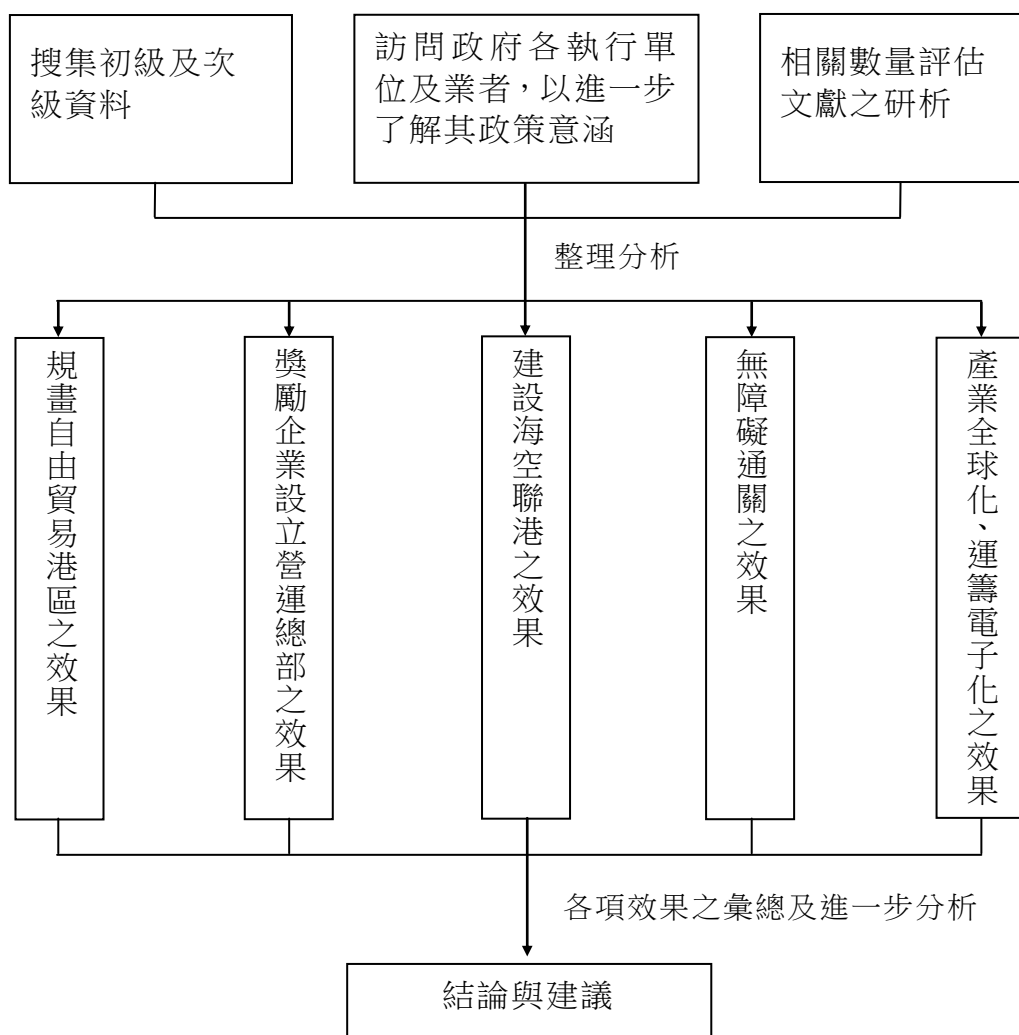 搜集初級及次
級資料
訪問政府各執行單
位及業者，以進一步
了解其政策意涵
相關數量評估
文獻之研析
整理分析
規畫自由貿易港區之效果
獎勵企業設立營運總部之效果
建設海空聯港之效果
無障礙通關之效果
產業全球化、運籌電子化之效果
各項效果之彙總及進一步分析
結論與建議